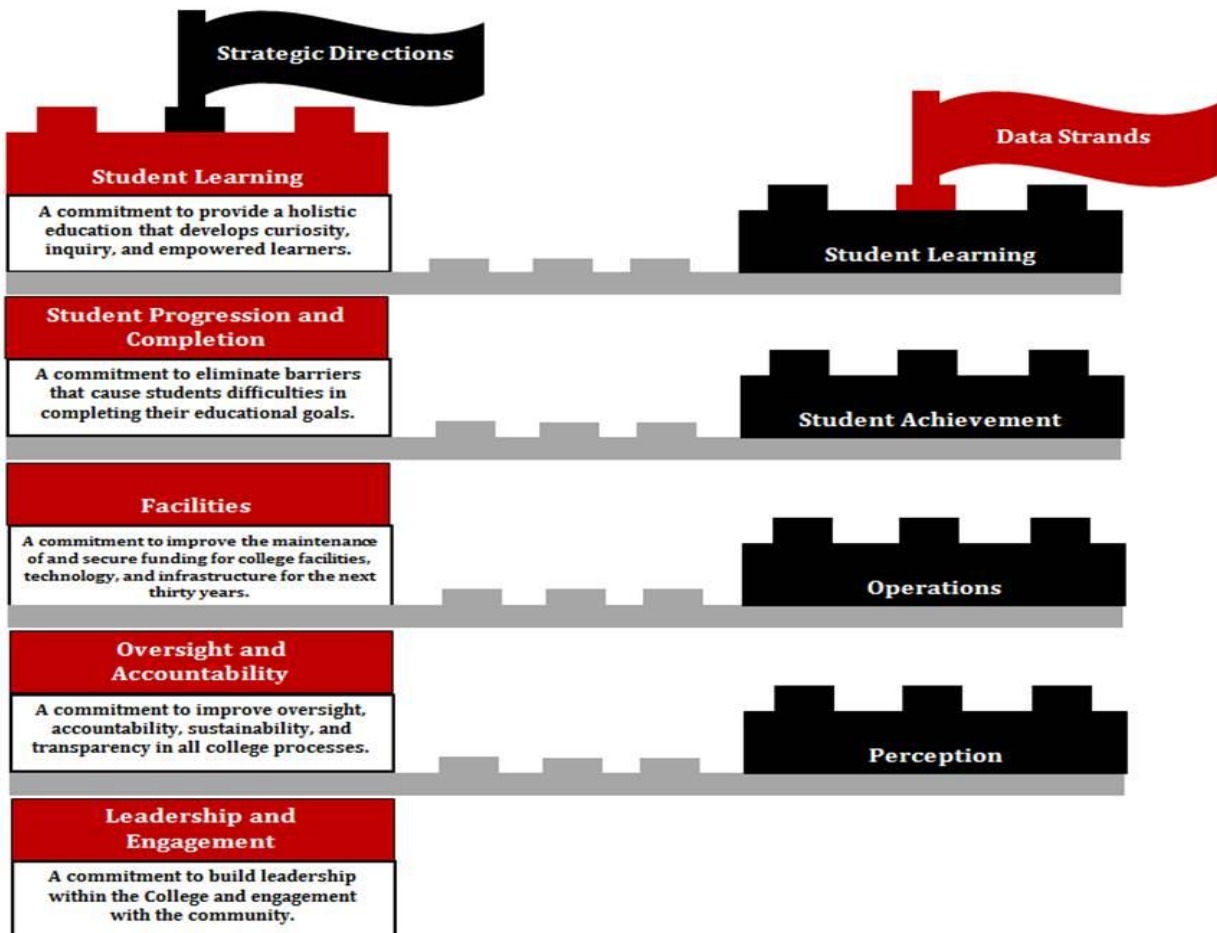 Strategic Directions
Data Strands
Student Learning
A commitment to provide a holistic
education that develops curiosity,
inquiry, and empowered learners.
Student Learning
Student Progression and
Completion
A commitment to eliminate barriers
that cause students difficulties in
completing their educational goals.
Student Achievement
Facilities
A commitment to improve the maintenance
of and secure funding for college facilities,
technology, and infrastructure for the next
thirty years.
Operations
Oversight and
Accountability
A commitment to improve oversight,
accountability, sustainability, and
transparency in all college processes.
Perception
Leadership and
Engagement
A commitment to build leadership
within the College and engagement
with the community.